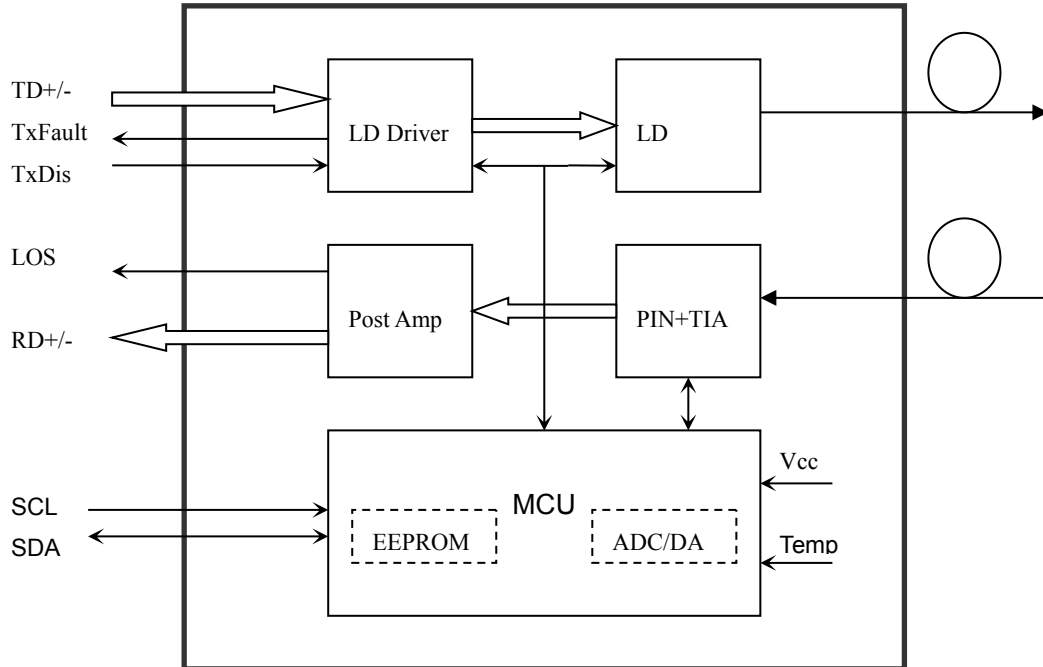 TD+/-
TxFault
TxDis
LD Driver
LD
LOS
RD+/-
Post Amp
PIN+TIA
SCL
SDA
MCU
EEPROM
ADC/DA
Vcc
Temp